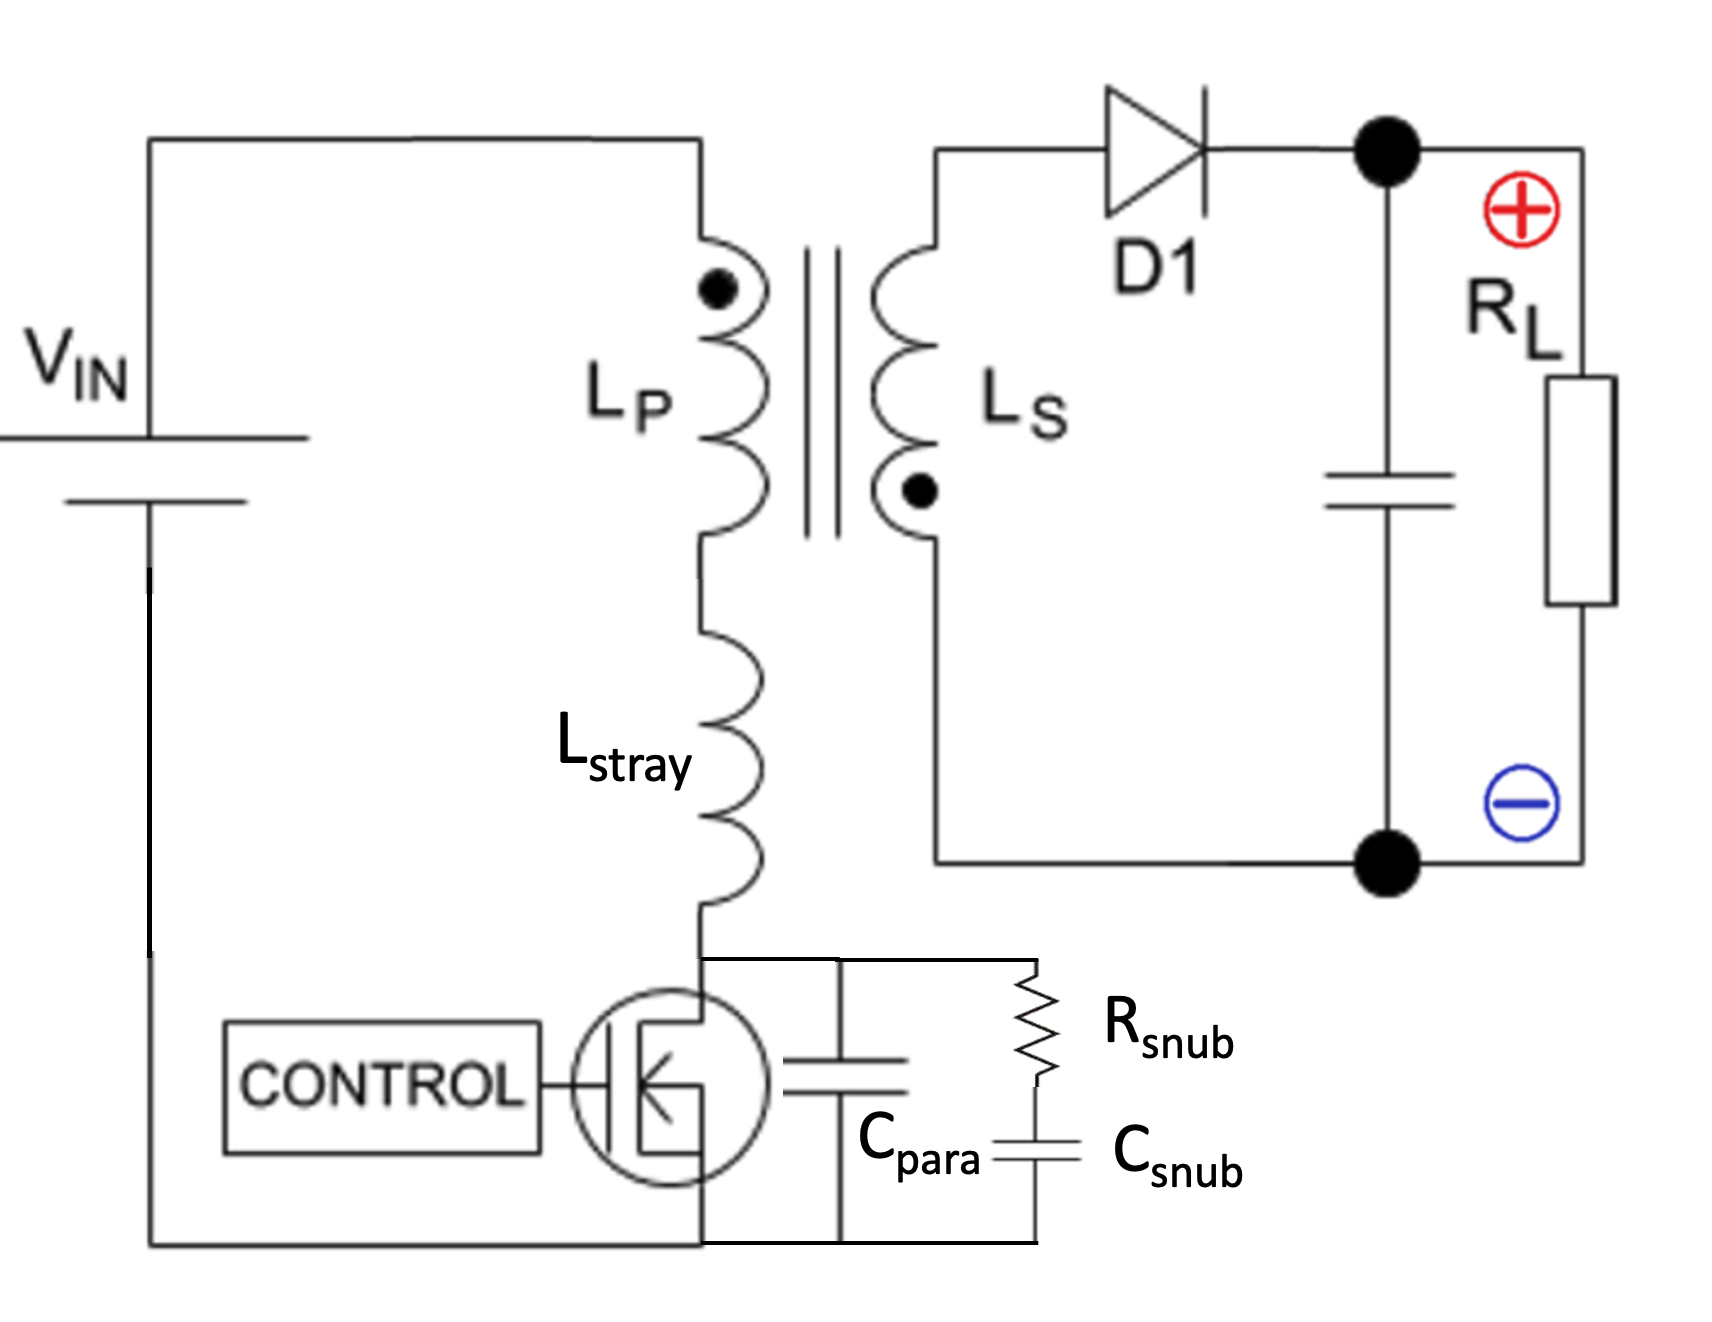 V_IN
L_P
L_S
D1
R_L
L_stray
CONTROL
C_para
R_snub
C_snub